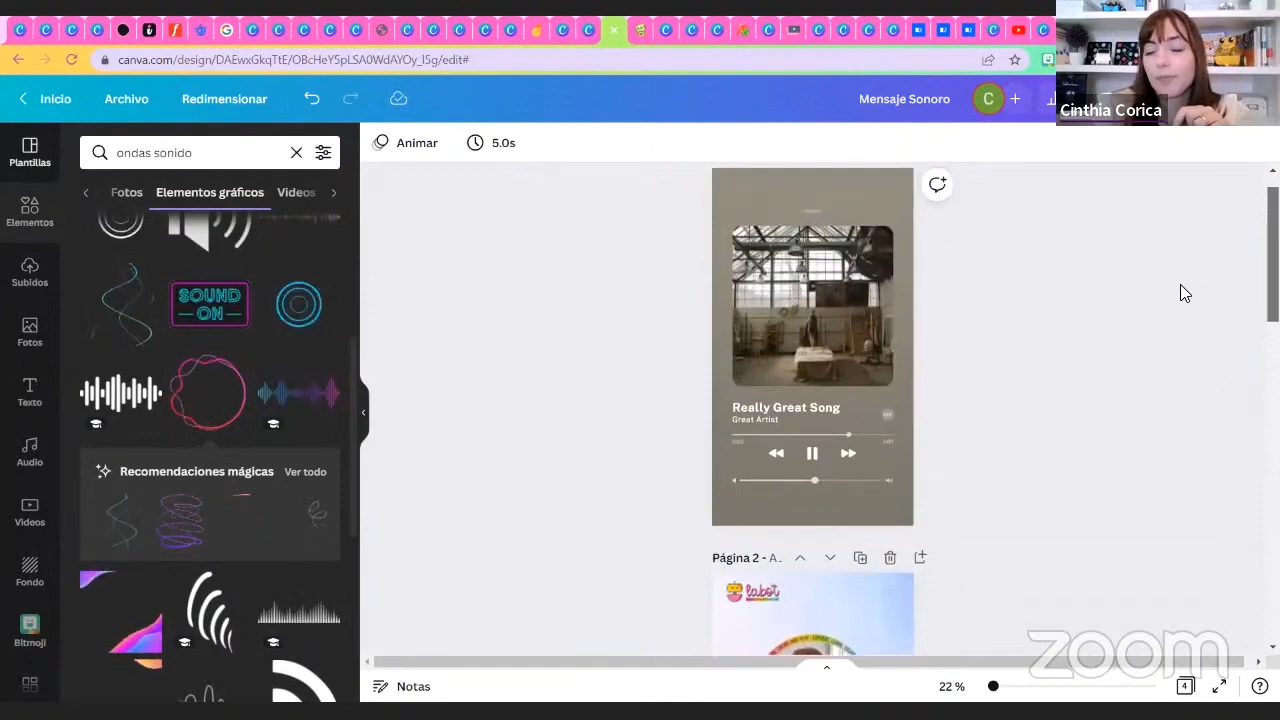 canva.com/design/DAEwxGkqTtE/OBcHeY5pLSA0WdAYDJsg/edit#
Inicio
Archivo
Redimensionar
Mensaje Sonoro
C
Cinthia Corica
Plantillas
Elementos
Subidos
Fotos
Texto
Audio
Videos
Fondo
Bitmoji
ondas sonido
Fotos
Elementos gráficos
Videos
SOUND
ON
Recomendaciones mágicas
Ver todo
Animar
5.0s
Really Great Song
Great Artist
Página 2 - A..
labot
zoom
Notas
22 %
4